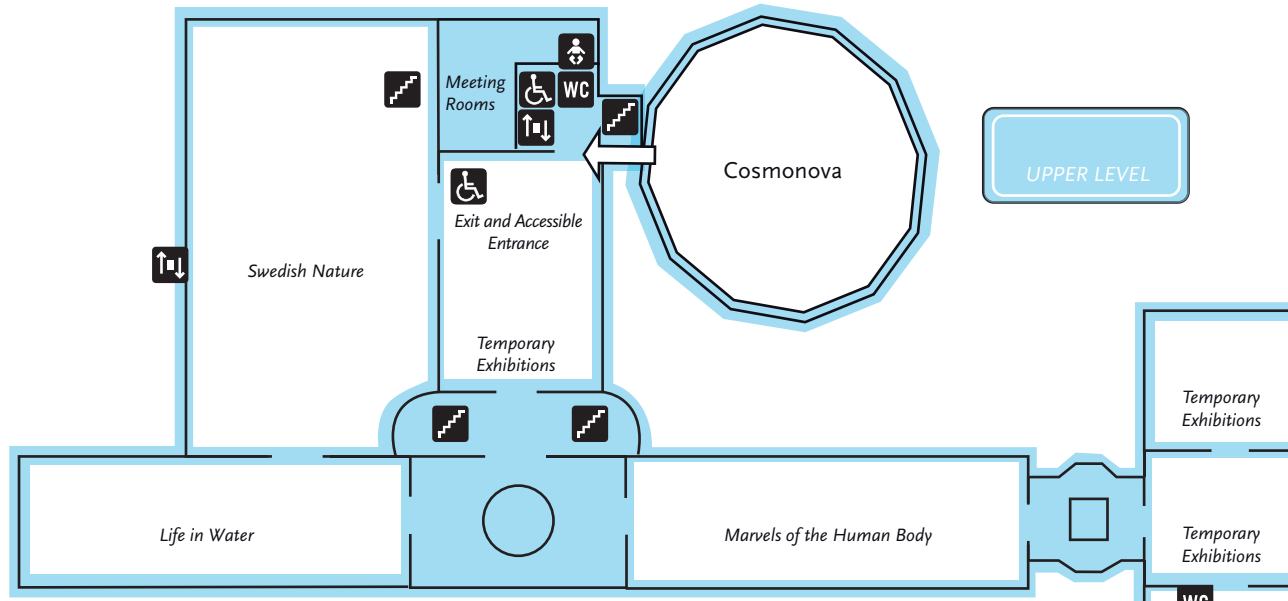 Meeting
Rooms
WC
Cosmonova
UPPER LEVEL
Exit and Accessible
Entrance
Swedish Nature
Temporary
Exhibitions
Temporary
Exhibitions
Life in Water
Marvels of the Human Body
Temporary
Exhibitions
WC